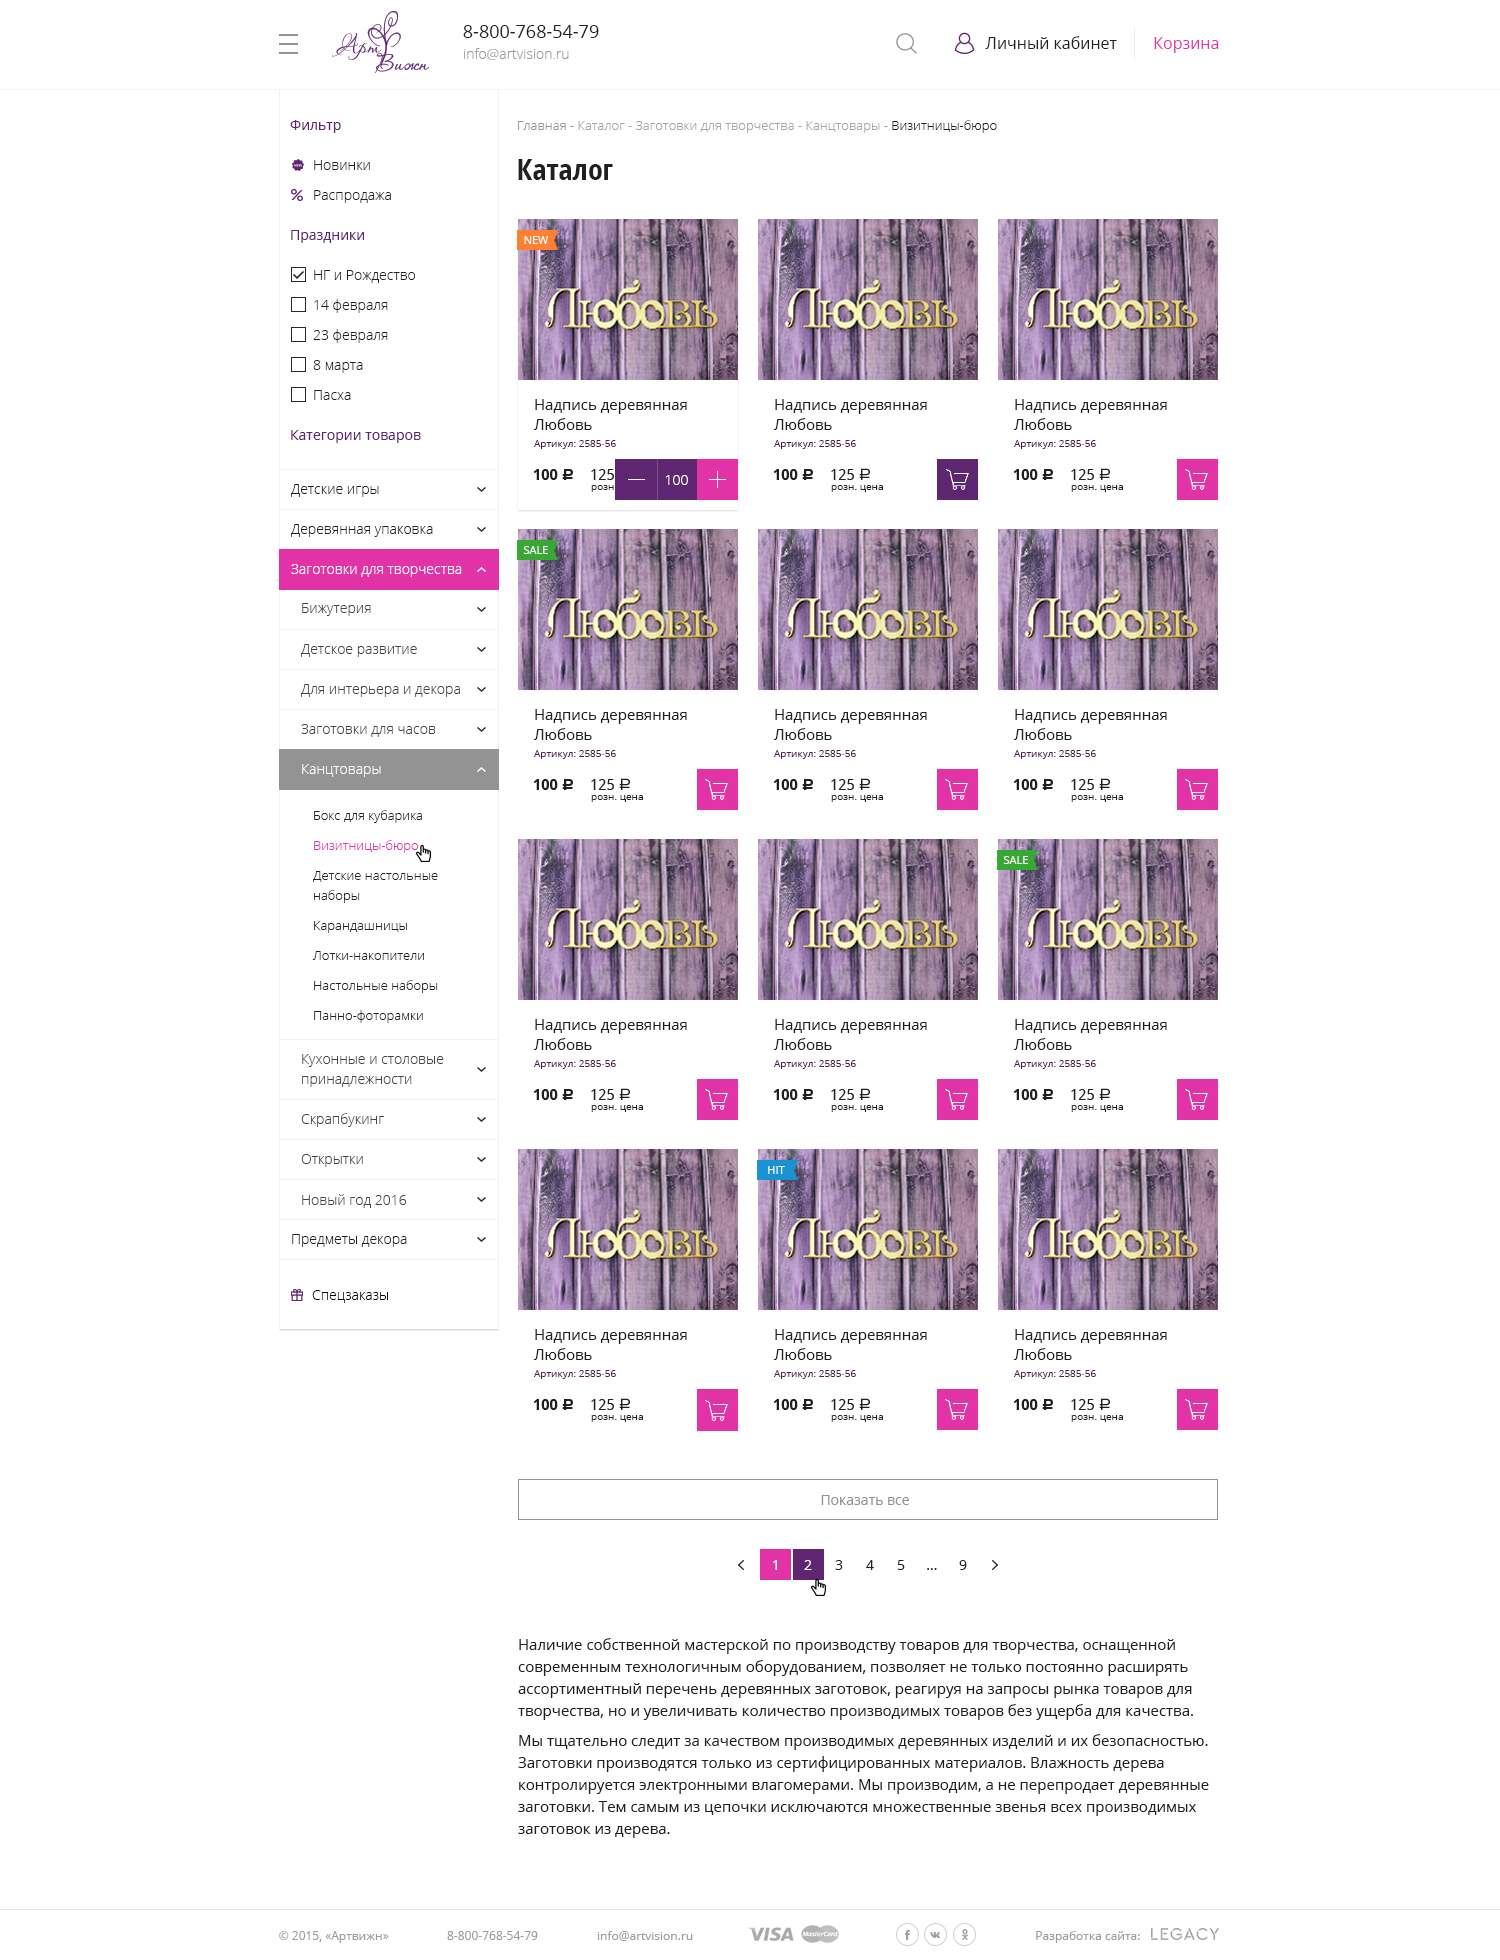 Арт Вижн
8-800-768-54-79
info@artvision.ru
Личный кабинет
Корзина
Фильтр
Новинки
Распродажа
Праздники
НГ и Рождество
14 февраля
23 февраля
8 марта
Пасха
Категории товаров
Детские игры
Деревянная упаковка
Заготовки для творчества
Бижутерия
Детское развитие
Для интерьера и декора
Заготовки для часов
Канцтовары
Бокс для кубарика
Визитницы-бюро
Детские настольные
наборы
Карандашницы
Лотки-накопители
Настольные наборы
Панно-фоторамки
Кухонные и столовые
принадлежности
Скрапбукинг
Открытки
Новый год 2016
Предметы декора
Спецзаказы
Главная - Каталог - Заготовки для творчества - Канцтовары - Визитницы-бюро
Каталог
NEW
Любовь
Надпись деревянная
Любовь
Артикул: 2585-56
100 ₽ 125
розн
— 100 +
Любовь
Надпись деревянная
Любовь
Артикул: 2585-56
100 ₽ 125 ₽
розн. цена
Любовь
Надпись деревянная
Любовь
Артикул: 2585-56
100 ₽ 125 ₽
розн. цена
SALE
Любовь
Надпись деревянная
Любовь
Артикул: 2585-56
100 ₽ 125 ₽
розн. цена
Любовь
Надпись деревянная
Любовь
Артикул: 2585-56
100 ₽ 125 ₽
розн. цена
Любовь
Надпись деревянная
Любовь
Артикул: 2585-56
100 ₽ 125 ₽
розн. цена
Любовь
Надпись деревянная
Любовь
Артикул: 2585-56
100 ₽ 125 ₽
розн. цена
Любовь
Надпись деревянная
Любовь
Артикул: 2585-56
100 ₽ 125 ₽
розн. цена
SALE
Любовь
Надпись деревянная
Любовь
Артикул: 2585-56
100 ₽ 125 ₽
розн. цена
Любовь
Надпись деревянная
Любовь
Артикул: 2585-56
100 ₽ 125 ₽
розн. цена
HIT
Любовь
Надпись деревянная
Любовь
Артикул: 2585-56
100 ₽ 125 ₽
розн. цена
Любовь
Надпись деревянная
Любовь
Артикул: 2585-56
100 ₽ 125 ₽
розн. цена
Показать все
1 2 3 4 5 ... 9
Наличие собственной мастерской по производству товаров для творчества, оснащенной
современным технологичным оборудованием, позволяет не только постоянно расширять
ассортиментный перечень деревянных заготовок, реагируя на запросы рынка товаров для
творчества, но и увеличивать количество производимых товаров без ущерба для качества.
Мы тщательно следит за качеством производимых деревянных изделий и их безопасностью.
Заготовки производятся только из сертифицированных материалов. Влажность дерева
контролируется электронными влагомерами. Мы производим, а не перепродает деревянные
заготовки. Тем самым из цепочки исключаются множественные звенья всех производимых
заготовок из дерева.
© 2015, «Артвижн»
8-800-768-54-79
info@artvision.ru
VISA MasterCard
Разработка сайта: LEGACY